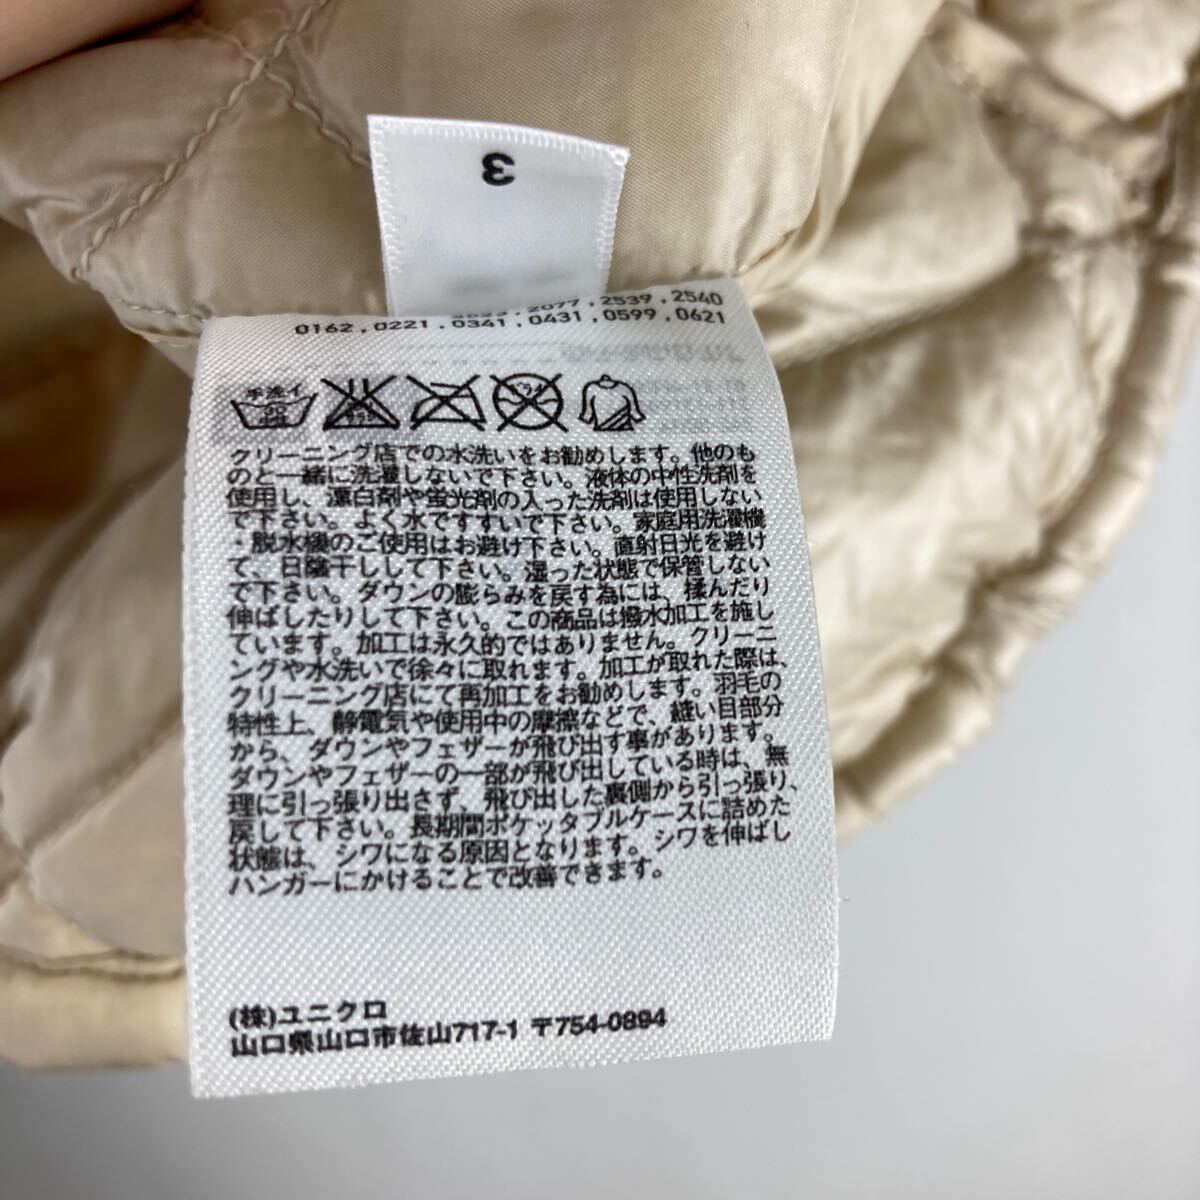 3
2077 , 2539 , 2540
0162 , 0221 , 0341 , 0431 , 0599 , 0621
手洗イ
30
エンソサラシ
ドライ
クリーニング店での水洗いをお勧めします。他のも
のと一緒に洗濯しないで下さい。液体の中性洗剤を
使用し、漂白剤や蛍光剤の入った洗剤は使用しない
で下さい。よく水ですすいで下さい。家庭用洗濯機
・脱水機のご使用はお避け下さい。直射日光を避け
て、日陰干しして下さい。湿った状態で保管しない
で下さい。ダウンの膨らみを戻す為には、揉んだり
伸ばしたりして下さい。この商品は撥水加工を施し
ています。加工は永久的ではありません。クリーニ
ングや水洗いで徐々に取れます。加工が取れた際は、
クリーニング店にて再加工をお勧めします。羽毛の
特性上、静電気や使用中の摩擦などで、縫い目部分
から、ダウンやフェザーが飛び出す事があります。
ダウンやフェザーの一部が飛び出している時は、無
理に引っ張り出さず、飛び出した裏側から引っ張り、
戻して下さい。長期間ポケッタブルケースに詰めた
状態は、シワになる原因となります。シワを伸ばし
ハンガーにかけることで改善できます。
(株)ユニクロ
山口県山口市佐山717-1 〒754-0894